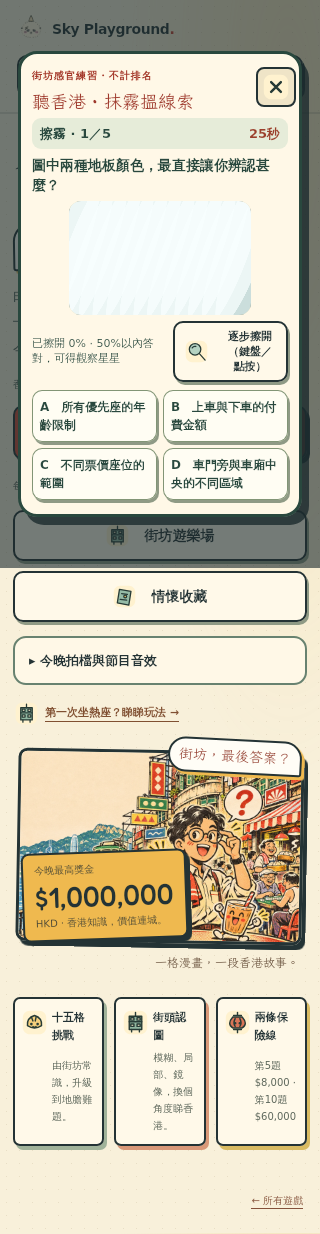 Sky Playground.
街坊感官練習・不計排名
聽香港・抹霧搵線索
擦霧・1／5
25秒
圖中兩種地板顏色，最直接讓你辨認甚
麼？
已擦開 0%・50%以內答
對，可得觀察星星
逐步擦開
（鍵盤／
點按）
A 所有優先座的年
齡限制
B 上車與下車的付
費金額
C 不同票價座位的
範圍
D 車門旁與車廂中
央的不同區域
街坊遊樂場
情懷收藏
▸ 今晚拍檔與節目音效
第一次坐熱座？睇睇玩法 →
街坊，最後答案？
?
今晚最高獎金
$1,000,000
HKD・香港知識，價值連城。
一格漫畫，一段香港故事。
十五格
挑戰
由街坊常
識，升級
到地膽難
題。
街頭認
圖
模糊、局
部、鏡
像，換個
角度睇香
港。
兩條保
險線
第5題
$8,000・
第10題
$60,000
← 所有遊戲